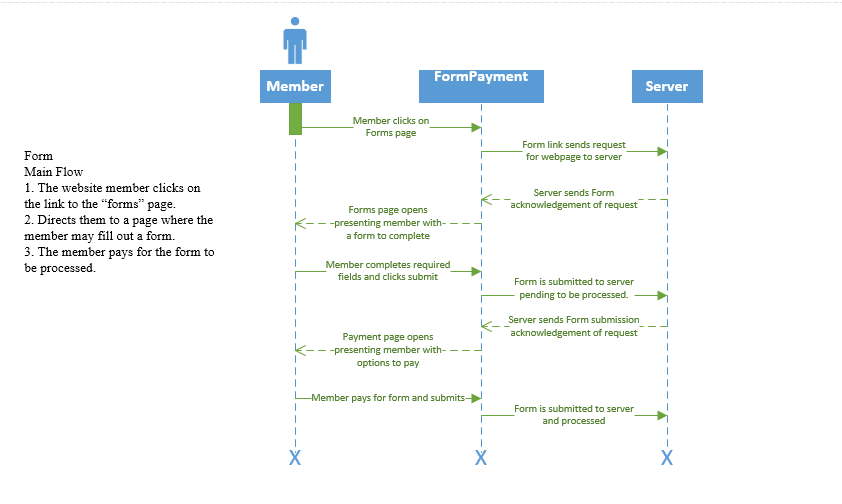 Member
FormPayment
Server
Member clicks on
Forms page
Form link sends request
for webpage to server
Server sends Form
acknowledgement of request
Forms page opens
presenting member with
a form to complete
Member completes required
fields and clicks submit
Form is submitted to server
pending to be processed.
Server sends Form submission
acknowledgement of request
Payment page opens
presenting member with
options to pay
Member pays for form and submits
Form is submitted to server
and processed
Form
Main Flow
1. The website member clicks on
the link to the “forms” page.
2. Directs them to a page where the
member may fill out a form.
3. The member pays for the form to
be processed.
X
X
X